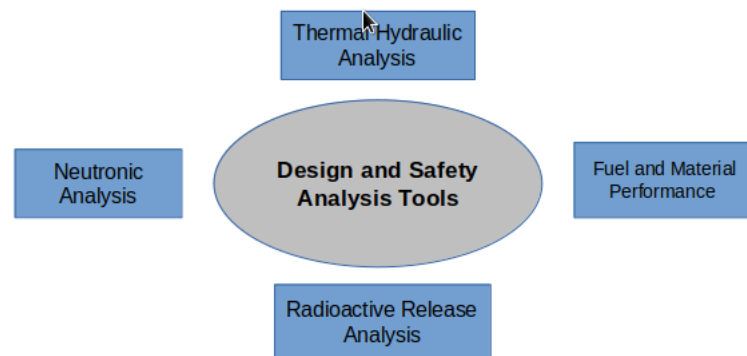 Thermal Hydraulic
Analysis
Neutronic
Analysis
Design and Safety
Analysis Tools
Fuel and Material
Performance
Radioactive Release
Analysis